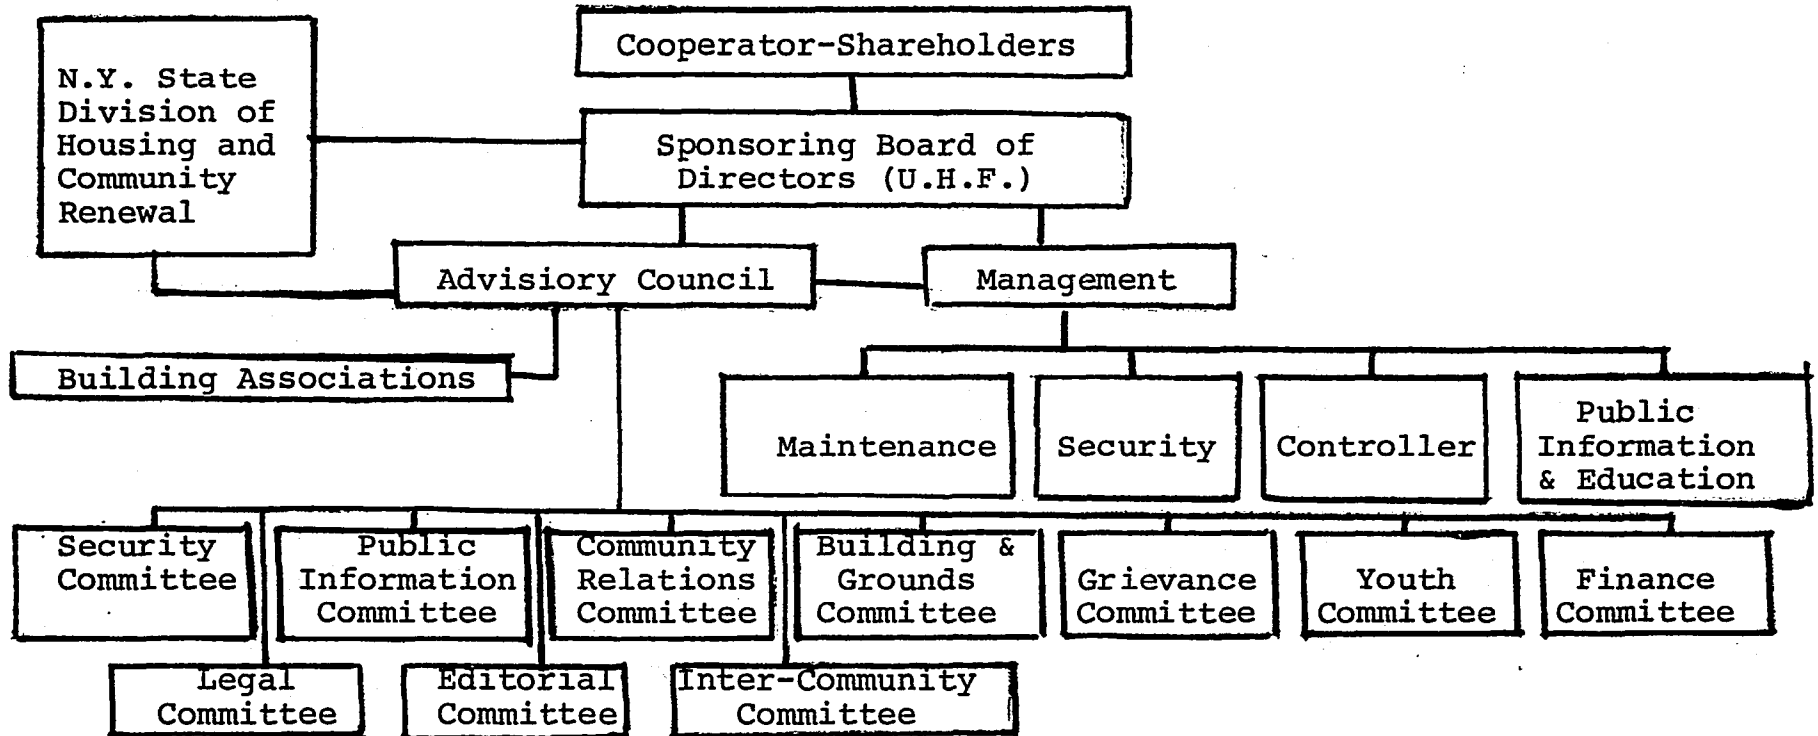 Cooperator-Shareholders
N.Y. State
Division of
Housing and
Community
Renewal
Sponsoring Board of
Directors (U.H.F.)
Advisiory Council
Management
Building Associations
Maintenance
Security
Controller
Public
Information
& Education
Security
Committee
Public
Information
Committee
Community
Relations
Committee
Building &
Grounds
Committee
Grievance
Committee
Youth
Committee
Finance
Committee
Legal
Committee
Editorial
Committee
Inter-Community
Committee